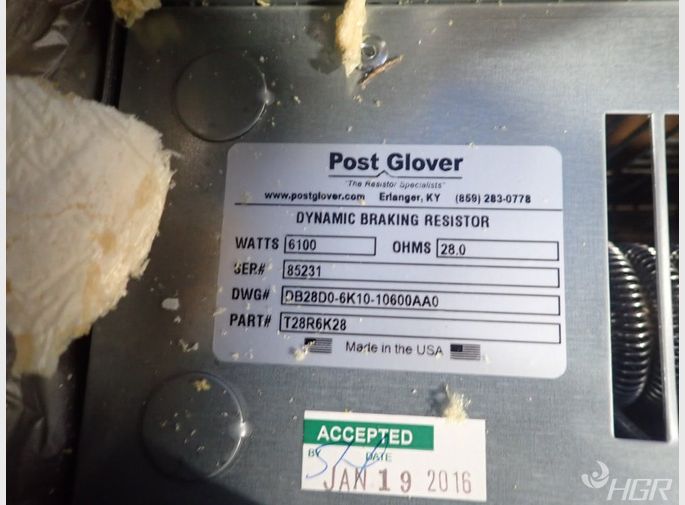 Post Glover
"The Resistor Specialists"
www.postglover.com Erlanger, KY (859) 283-0778
DYNAMIC BRAKING RESISTOR
WATTS 6100 OHMS 28.0
SER.# 85231
DWG# DB28D0-6K10-10600AA0
PART# T28R6K28
Made in the USA
ACCEPTED
BY DATE
JAN 19 2016
HGR